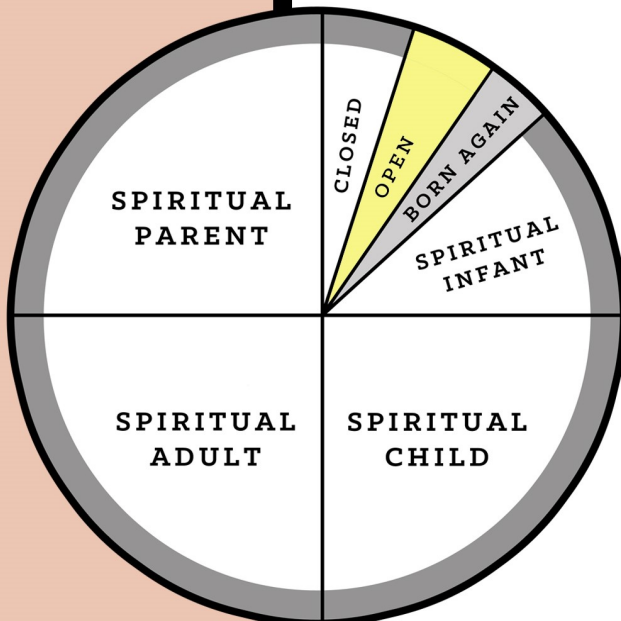 CLOSED
OPEN
BORN AGAIN
SPIRITUAL
INFANT
SPIRITUAL
CHILD
SPIRITUAL
ADULT
SPIRITUAL
PARENT